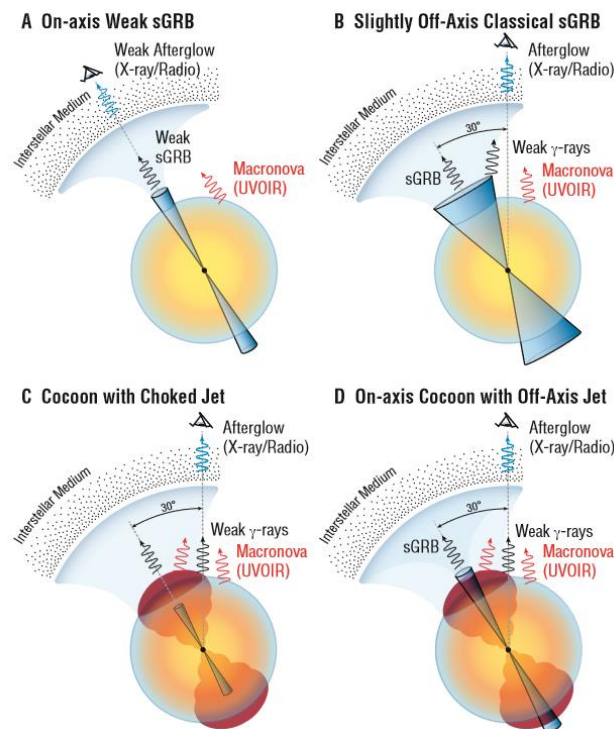 A On-axis Weak sGRB
Weak Afterglow
(X-ray/Radio)
Interstellar Medium
Weak
sGRB
Macronova
(UVOIR)
B Slightly Off-Axis Classical sGRB
Afterglow
(X-ray/Radio)
Interstellar Medium
30°
sGRB
Weak γ-rays
Macronova
(UVOIR)
C Cocoon with Choked Jet
Afterglow
(X-ray/Radio)
Interstellar Medium
30°
Weak γ-rays
Macronova
(UVOIR)
D On-axis Cocoon with Off-Axis Jet
Afterglow
(X-ray/Radio)
Interstellar Medium
30°
sGRB
Weak γ-rays
Macronova
(UVOIR)